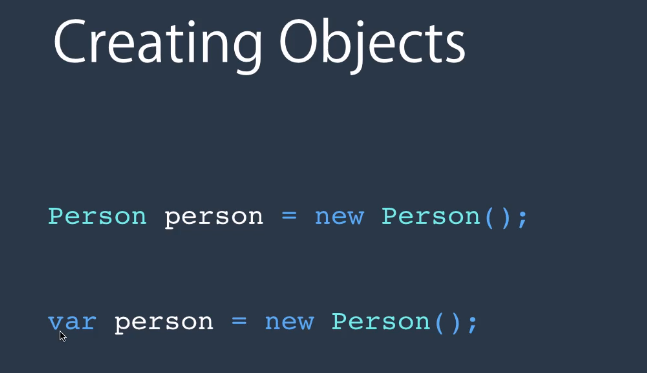 Creating Objects
Person person = new Person();
var person = new Person();